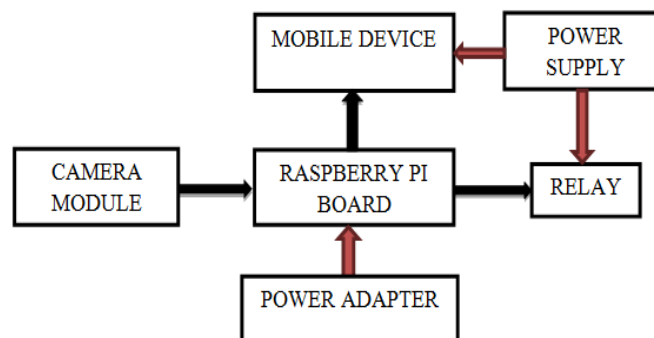 MOBILE DEVICE
POWER
SUPPLY
CAMERA
MODULE
RASPBERRY PI
BOARD
RELAY
POWER ADAPTER